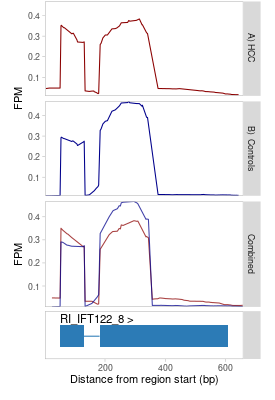 0.4
0.3
0.2
0.1
FPM
A) HCC
0.4
0.3
0.2
0.1
B) Controls
0.4
0.3
0.2
0.1
FPM
Combined
RI_IFT122_8 >
200
400
600
Distance from region start (bp)